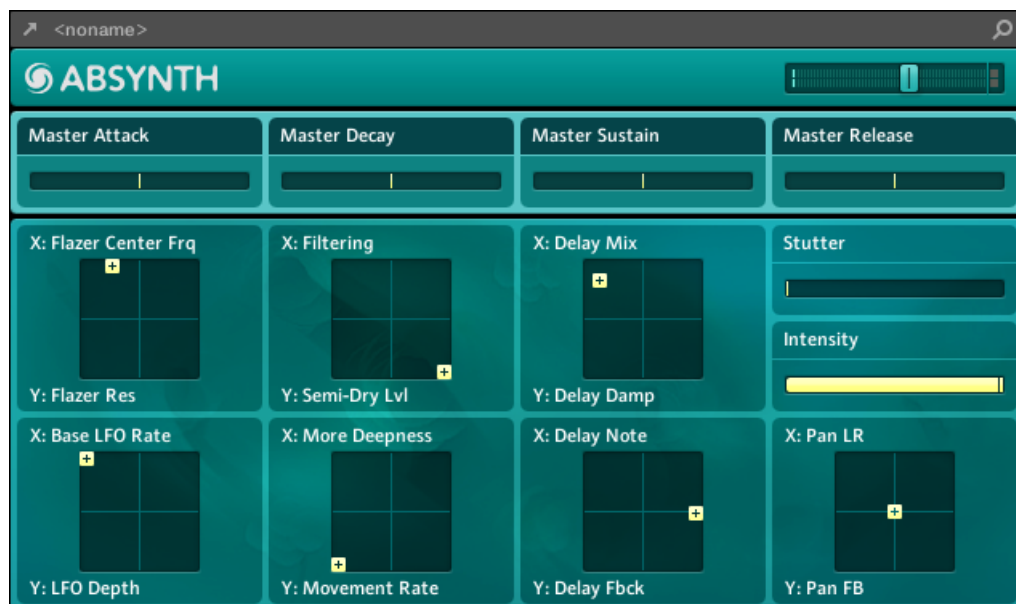 <noname>
ABSYNTH
Master Attack
Master Decay
Master Sustain
Master Release
X: Flazer Center Frq
Y: Flazer Res
X: Filtering
Y: Semi-Dry Lvl
X: Delay Mix
Y: Delay Damp
Stutter
Intensity
X: Base LFO Rate
Y: LFO Depth
X: More Deepness
Y: Movement Rate
X: Delay Note
Y: Delay Fbck
X: Pan LR
Y: Pan FB